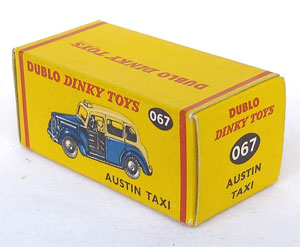 DUBLO DINKY TOYS
DUBLO DINKY TOYS
067
AUSTIN TAXI
DUBLO
DINKY TOYS
067
AUSTIN
TAXI